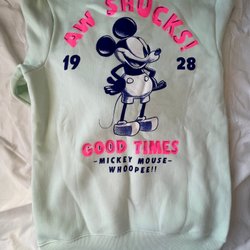 AW SHUCKS!
19 28
GOOD TIMES
-MICKEY MOUSE-
WHOOPEE!!